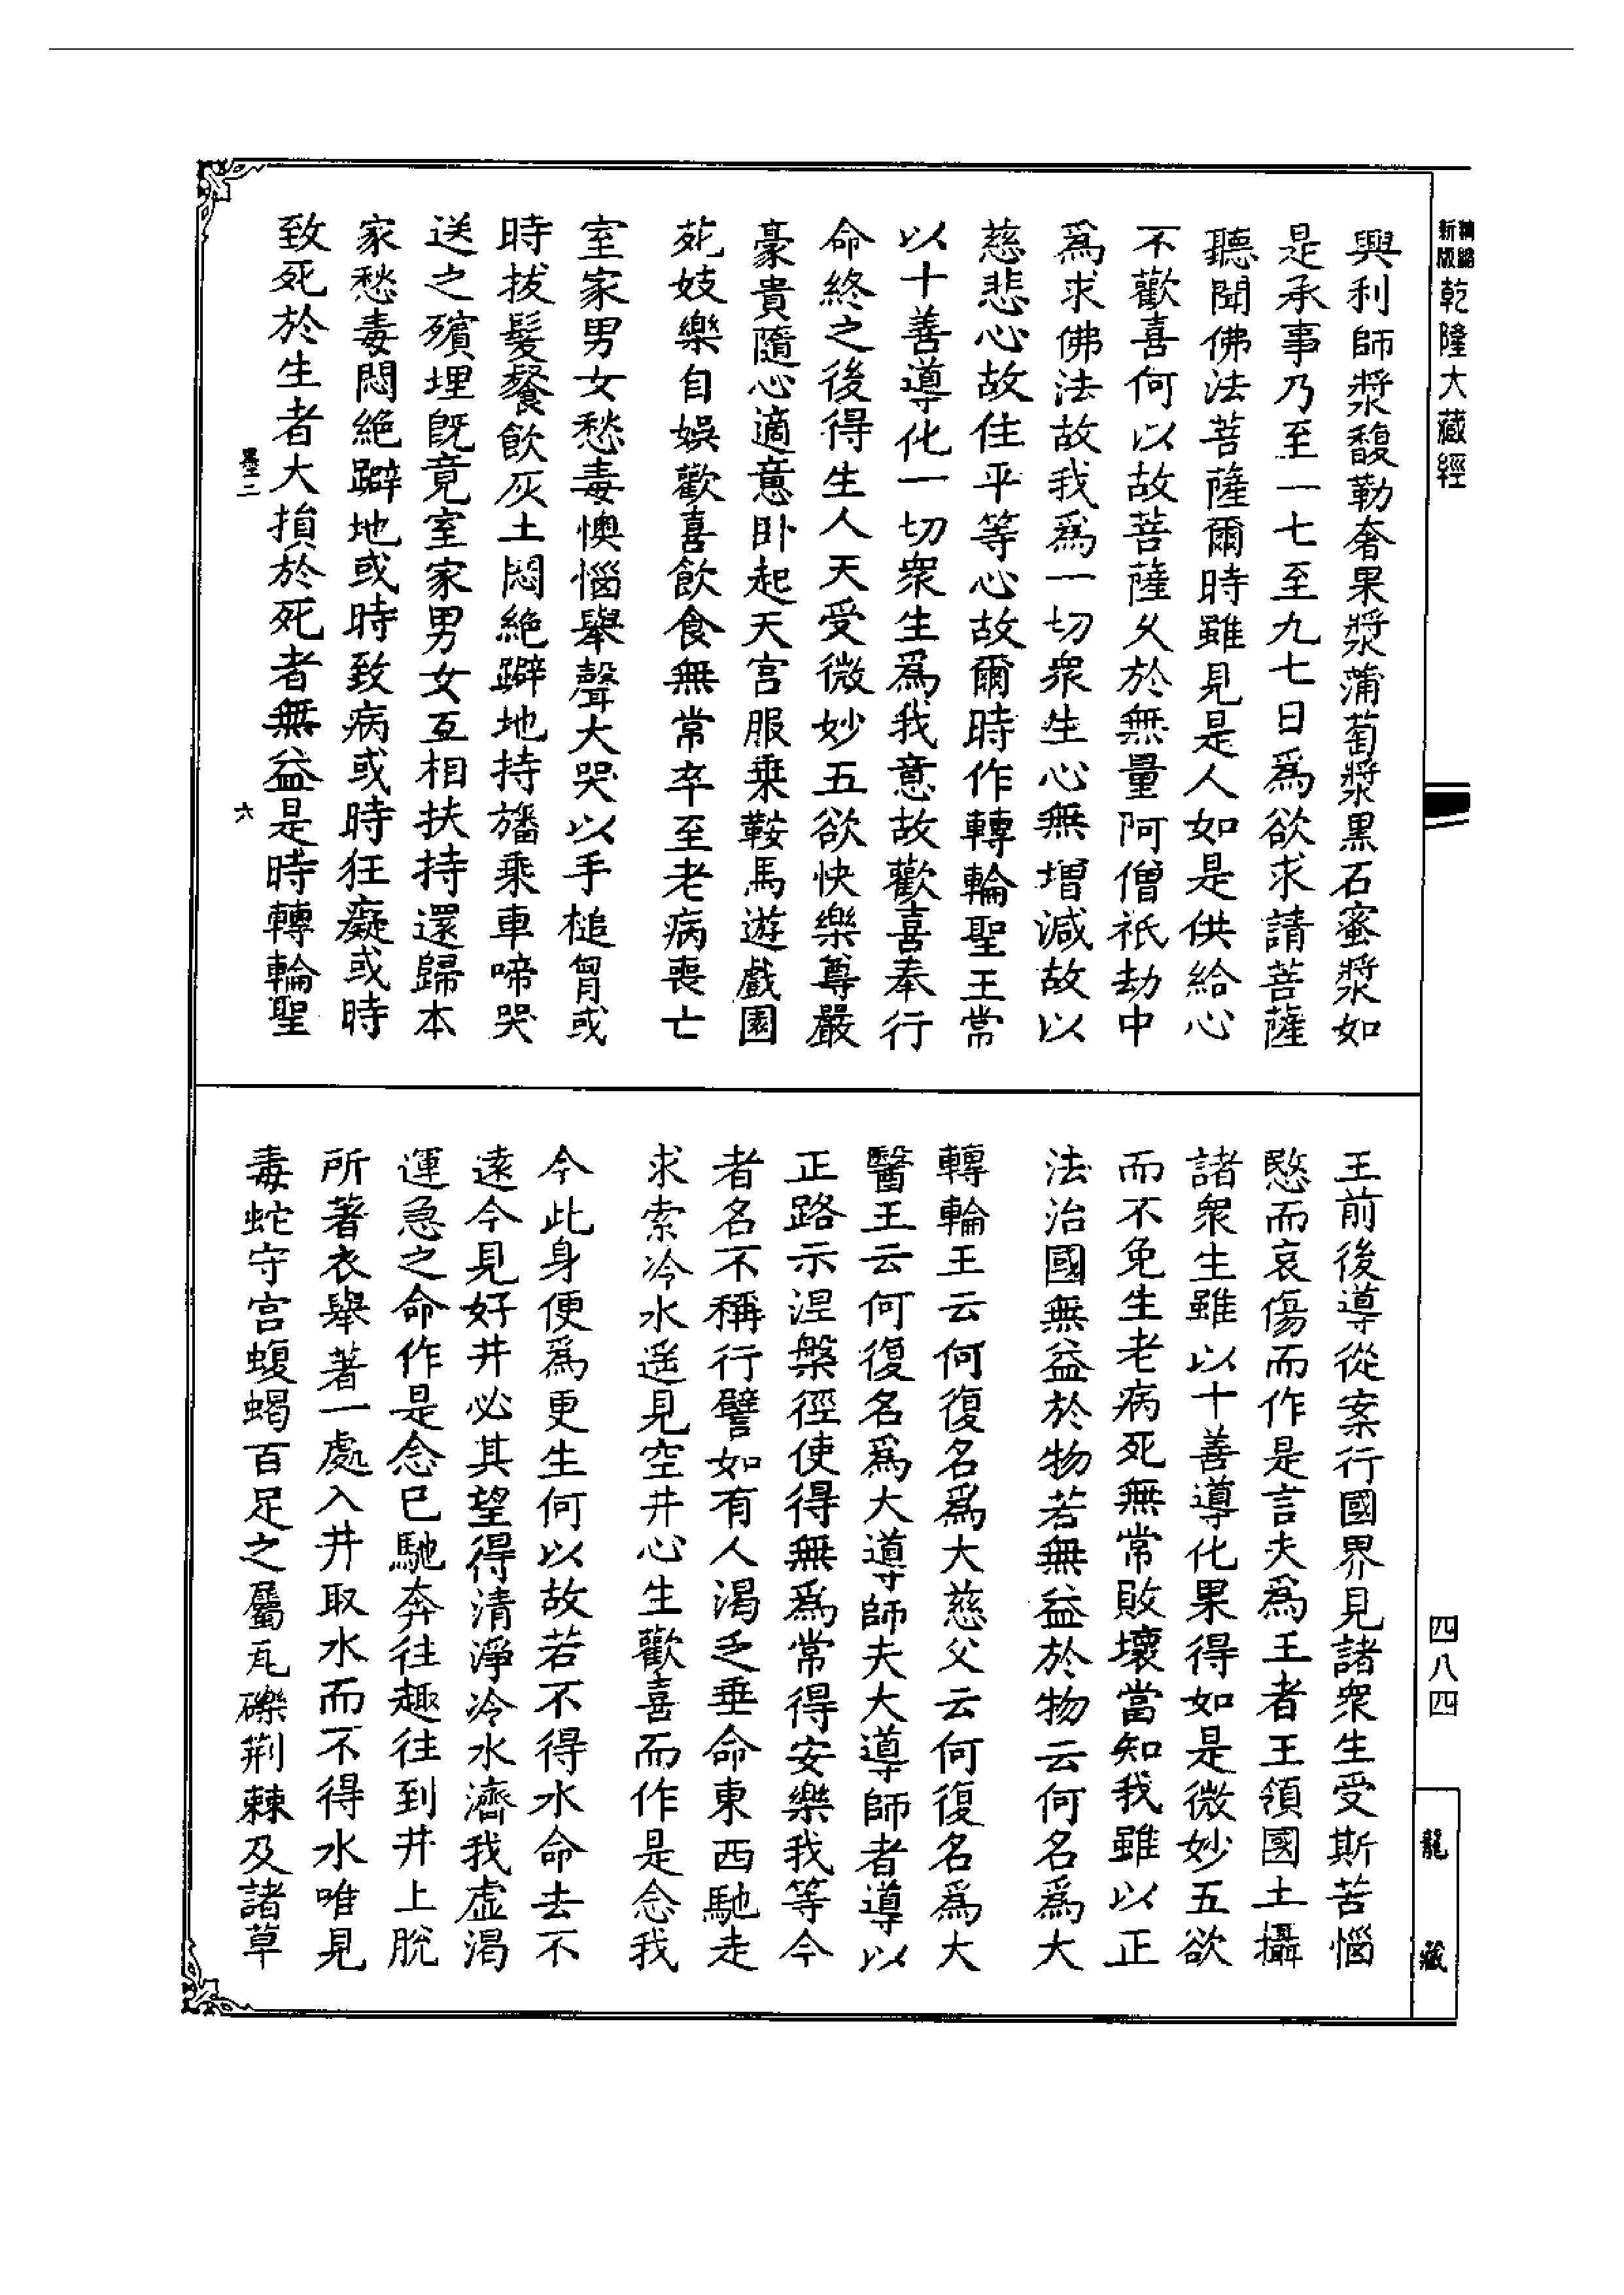 精縮新版乾隆大藏經
興利師漿馥勒奢果漿蒲萄漿黒石蜜漿如
是承事乃至一七至九七日爲欲求請菩薩
聽聞佛法菩薩爾時雖見是人如是供給心
不歡喜何以故菩薩久於無量阿僧祇劫中
爲求佛法故我爲一切衆生心無増減故以
慈悲心故住平等心故爾時作轉輪聖王常
以十善導化一切衆生爲我意故歡喜奉行
命終之後得生人天受微妙五欲快樂尊嚴
豪貴隨心適意卧起天宫服乗鞍馬遊戲園
苑妓樂自娯歡喜飲食無常卒至老病喪亡
室家男女愁毒懊惱舉聲大哭以手槌胷或
時拔髮餐飲灰土悶絶躃地持旛乘車啼哭
送之殯埋旣竟室家男女互相扶持還歸本
家愁毒悶絶躃地或時致病或時狂癡或時
致死於生者大損於死者無益是時轉輪聖
墨二
六
王前後導從案行國界見諸衆生受斯苦惱
愍而哀傷而作是言夫爲王者王領國土攝
諸衆生雖以十善導化果得如是微妙五欲
而不免生老病死無常敗壞當知我雖以正
法治國無益於物若無益於物云何名爲大
轉輪王云何復名爲大慈父云何復名爲大
醫王云何復名爲大導師夫大導師者導以
正路示涅槃徑使得無爲常得安樂我等今
者名不稱行譬如有人渴乏垂命東西馳走
求索冷水遥見空井心生歡喜而作是念我
今此身便爲更生何以故若不得水命去不
遠今見好井必其望得清淨冷水濟我虚渴
運急之命作是念已馳奔往趣往到井上脫
所著衣舉著一處入井取水而不得水唯見
毒蛇守宫蝮蝎百足之屬瓦礫荆棘及諸草
四八四
龍藏